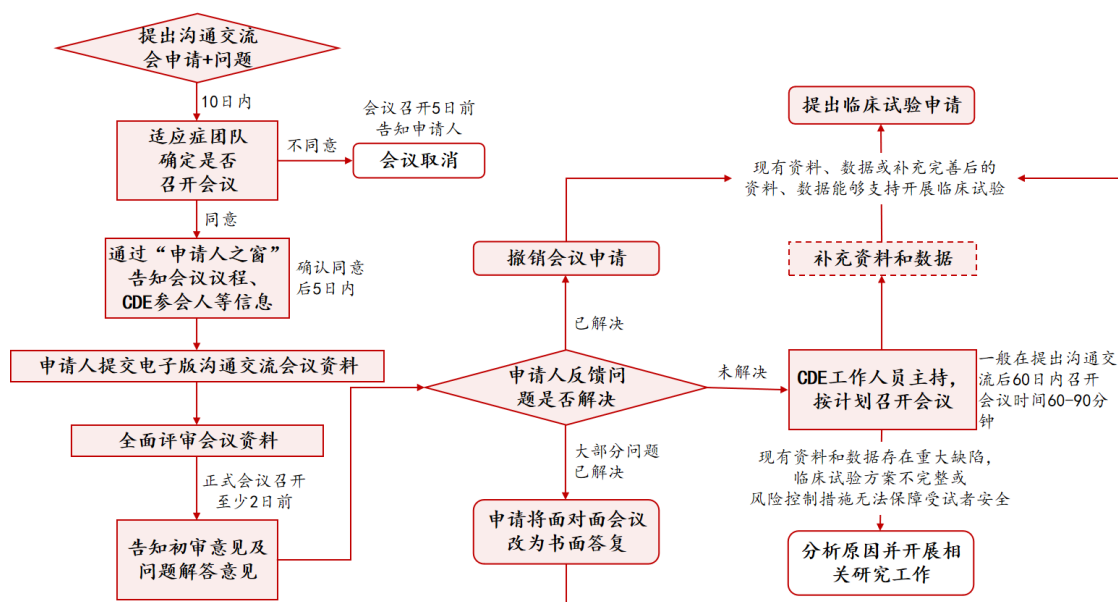 提出沟通交流
会申请+问题
10日内
适应症团队
确定是否
召开会议
不同意
会议召开5日前
告知申请人
会议取消
同意
通过“申请人之窗”
告知会议议程、
CDE参会人等信息
确认同意
后5日内
申请人提交电子版沟通交流会议资料
全面评审会议资料
正式会议召开
至少2日前
告知初审意见及
问题解答意见
申请人反馈问
题是否解决
已解决
撤销会议申请
大部分问题
已解决
申请将面对面会议
改为书面答复
未解决
CDE工作人员主持，
按计划召开会议
一般在提出沟通交
流后60日内召开
会议时间60-90分
钟
补充资料和数据
现有资料、数据或补充完善后的
资料、数据能够支持开展临床试验
提出临床试验申请
现有资料和数据存在重大缺陷，
临床试验方案不完整或
风险控制措施无法保障受试者安全
分析原因并开展相
关研究工作